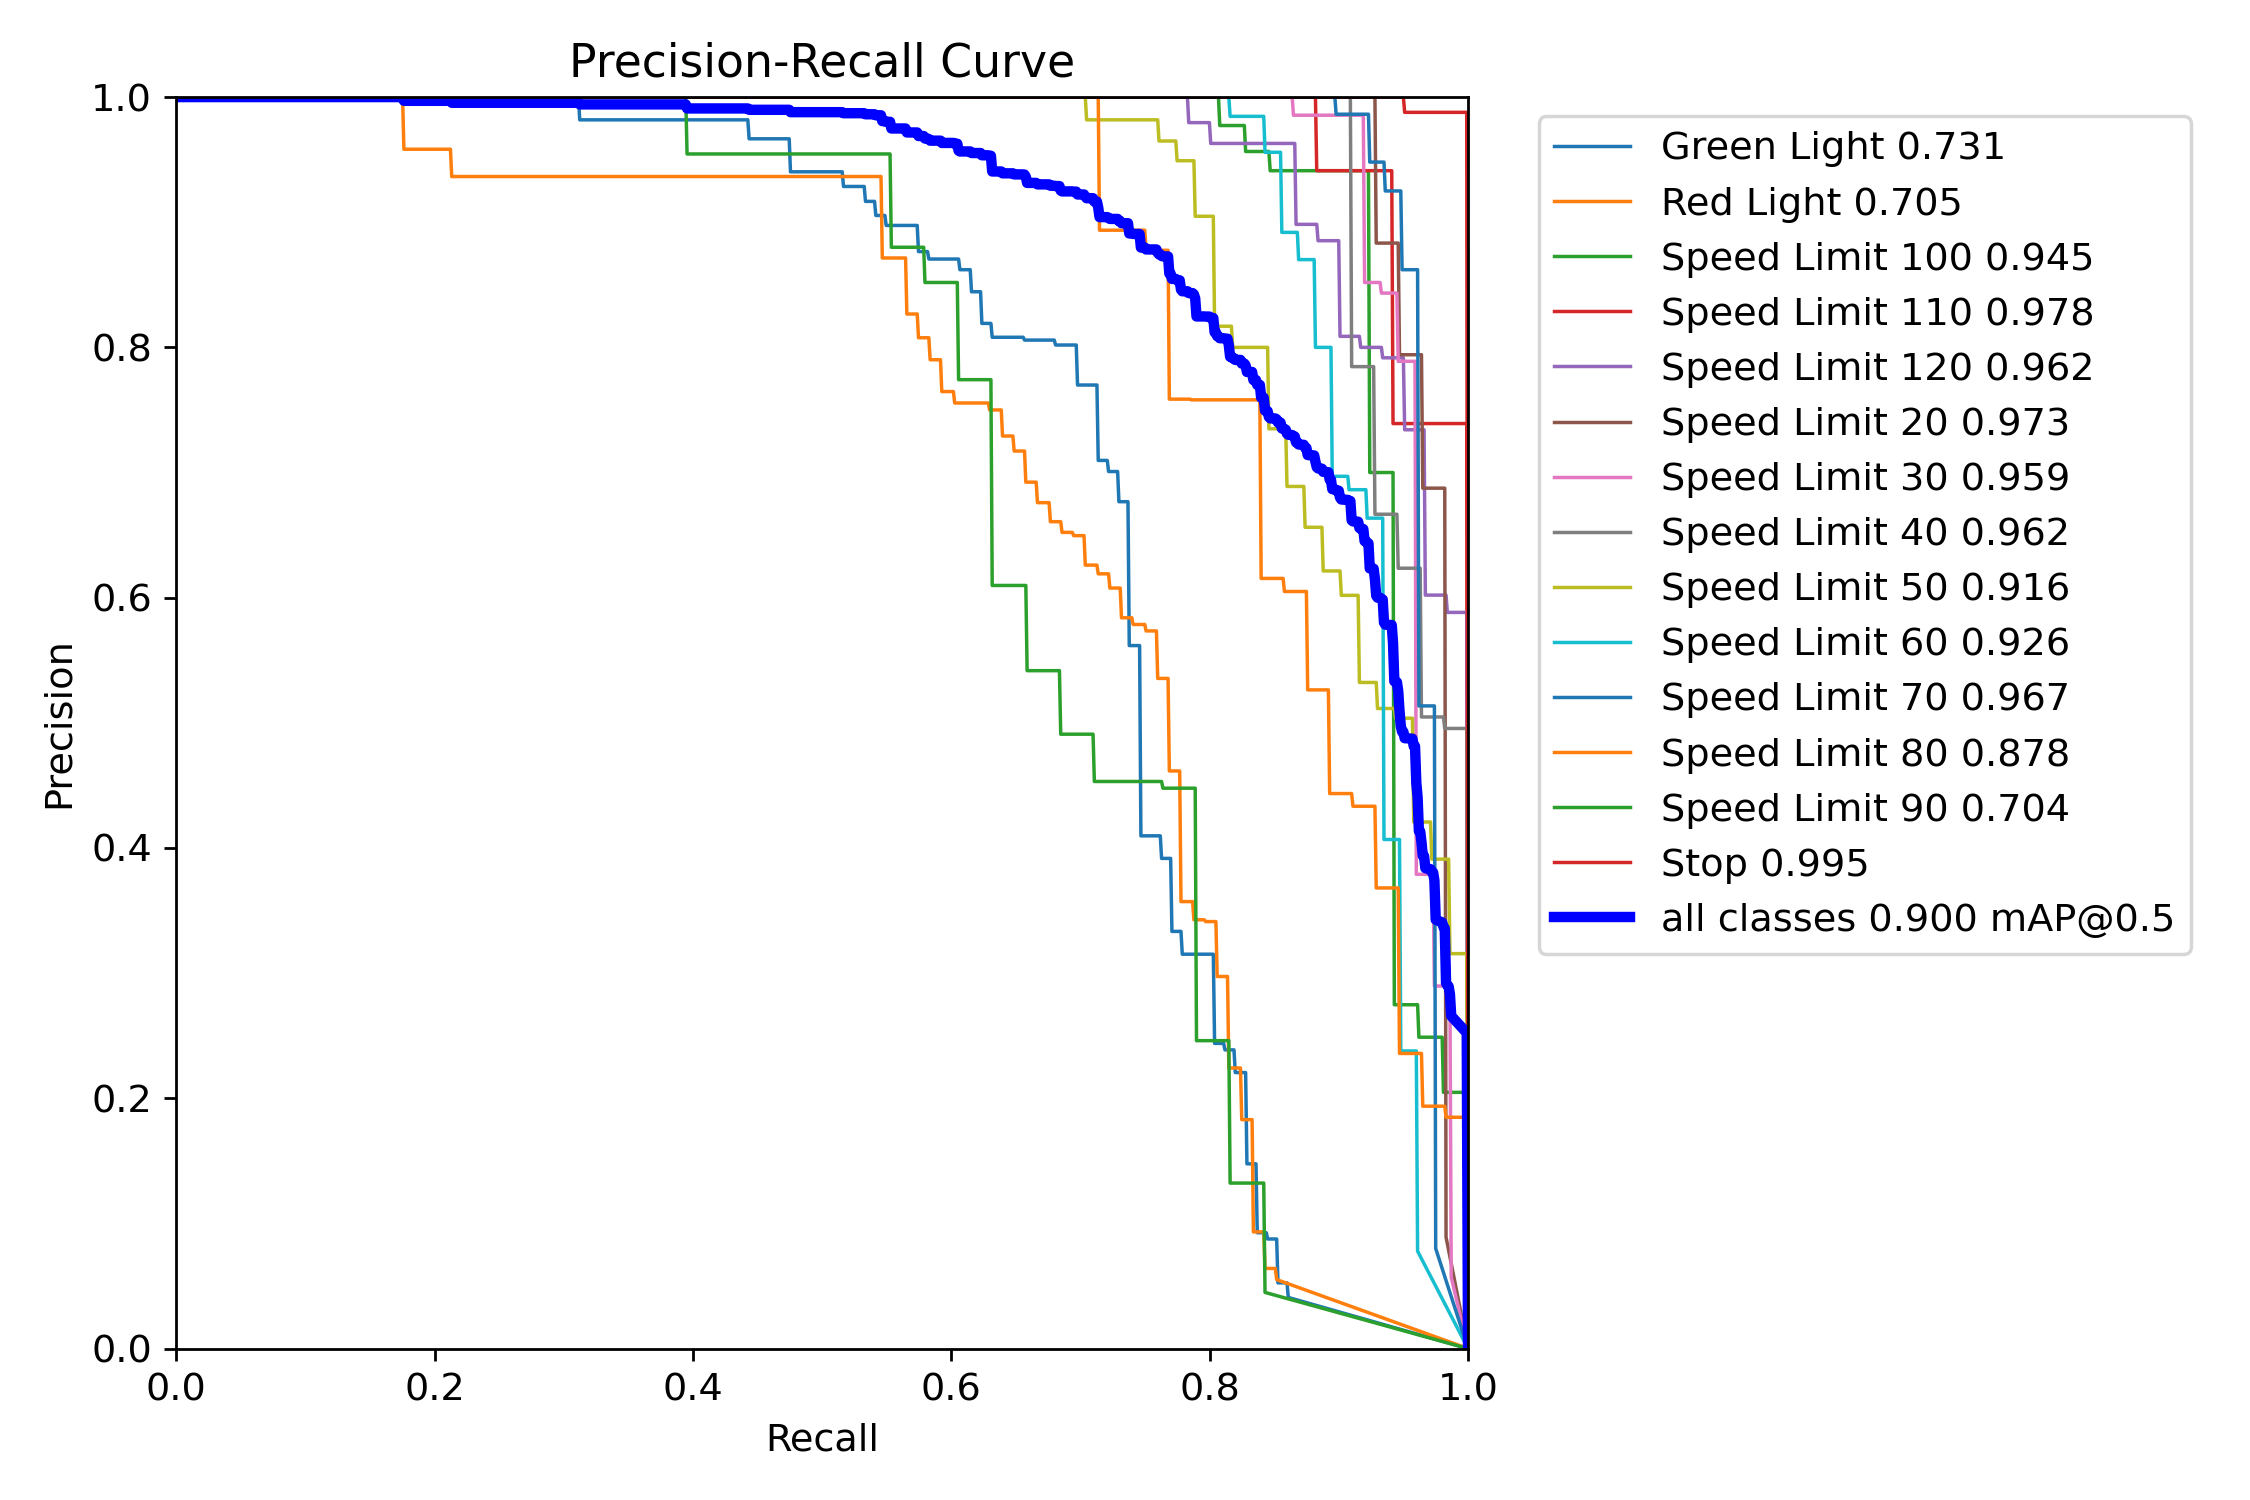 Precision-Recall Curve
1.0
0.8
0.6
0.4
0.2
0.0
Precision
0.0 0.2 0.4 0.6 0.8 1.0
Recall
Green Light 0.731
Red Light 0.705
Speed Limit 100 0.945
Speed Limit 110 0.978
Speed Limit 120 0.962
Speed Limit 20 0.973
Speed Limit 30 0.959
Speed Limit 40 0.962
Speed Limit 50 0.916
Speed Limit 60 0.926
Speed Limit 70 0.967
Speed Limit 80 0.878
Speed Limit 90 0.704
Stop 0.995
all classes 0.900 mAP@0.5